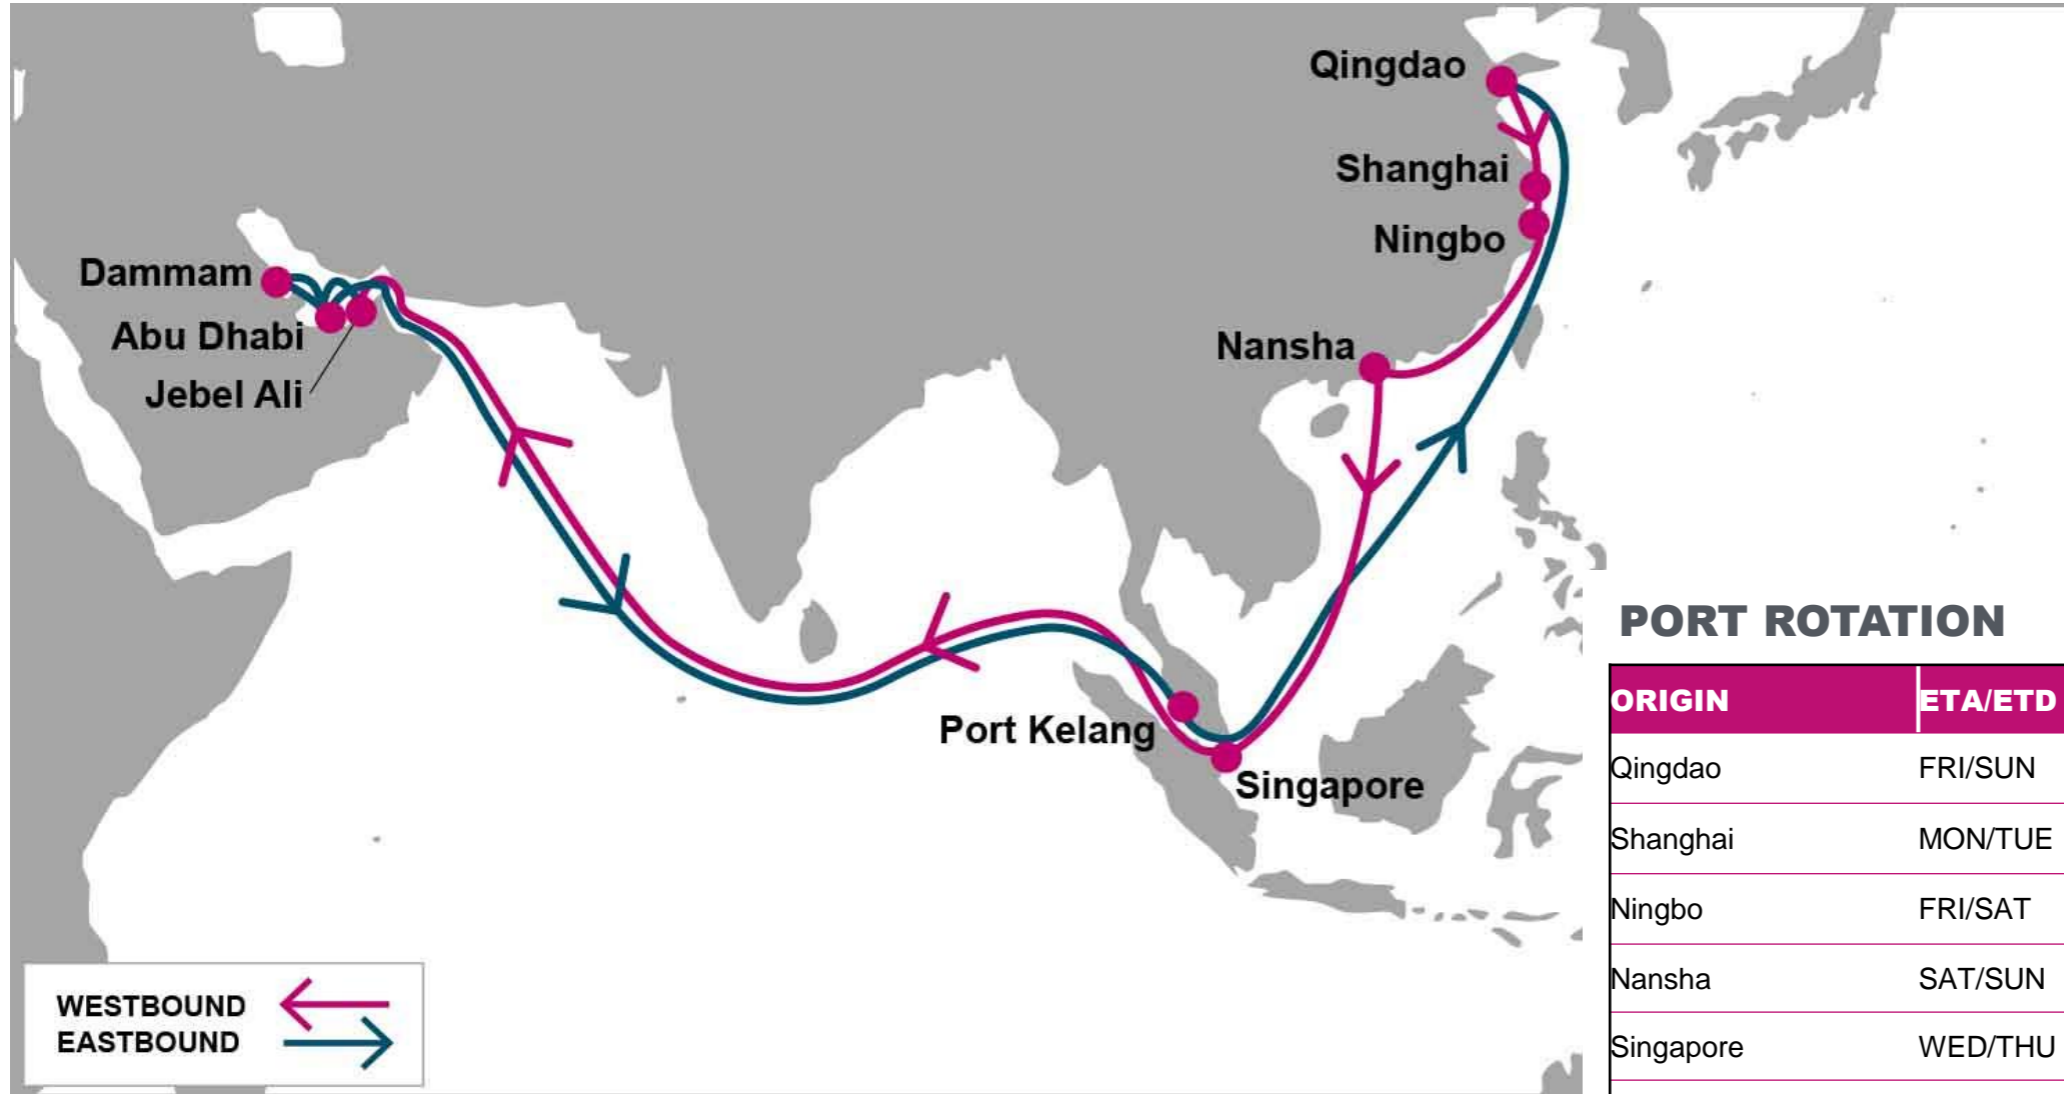 Qingdao
Shanghai
Ningbo
Dammam
Abu Dhabi
Jebel Ali
Nansha
Port Kelang
Singapore
WESTBOUND
EASTBOUND
PORT ROTATION
ORIGIN ETA/ETD
Qingdao FRI/SUN
Shanghai MON/TUE
Ningbo FRI/SAT
Nansha SAT/SUN
Singapore WED/THU